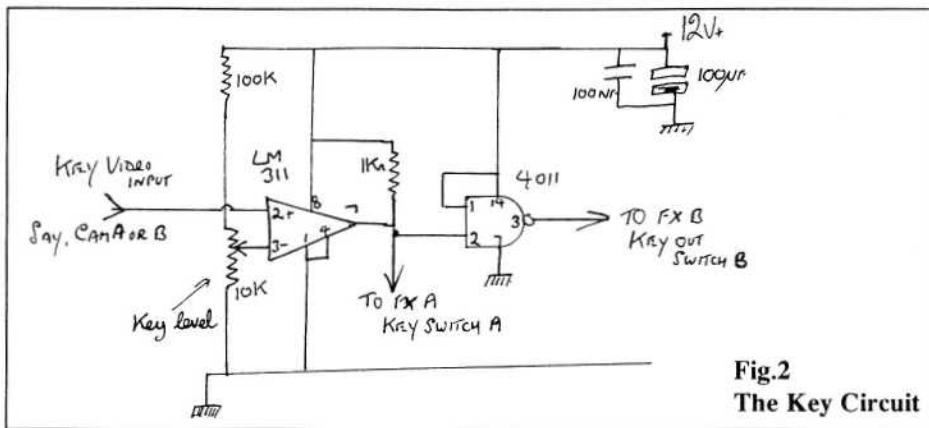 12V+
100K
100NF
100µF
KEY VIDEO
INPUT
LM
311
1K
4011
8
7
2+
3-
4
1
1
14
2
3
7
SAY, CAM A OR B
TO FX B
KEY OUT
SWITCH B
10K
Key level
TO FX A
KEY SWITCH A
Fig.2
The Key Circuit